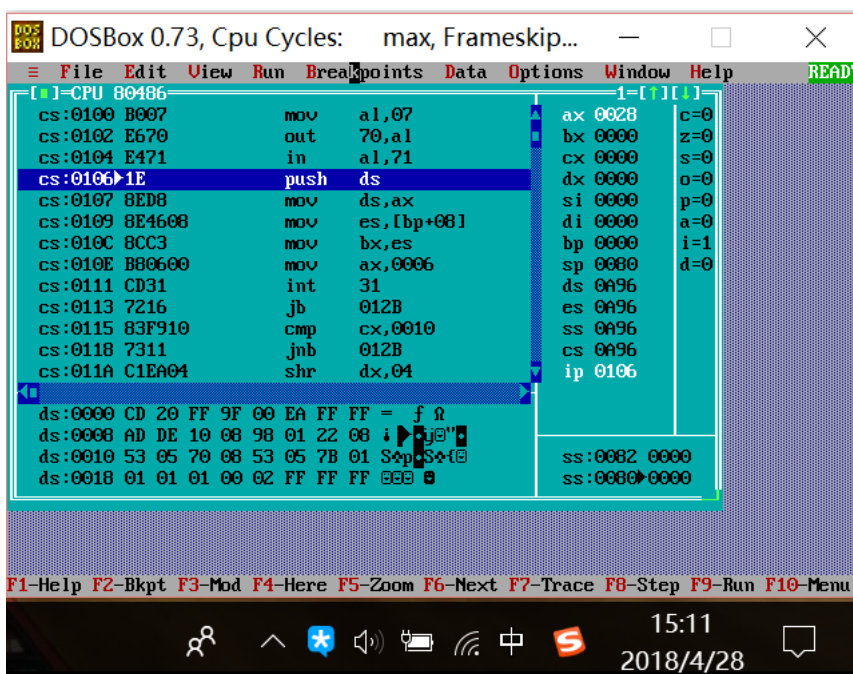 DOSBox 0.73, Cpu Cycles: max, Frameskip...
≡ File Edit View Run Breakpoints Data Options Window Help READY
[■]=CPU 80486 1=[↑][↓]
cs:0100 B007 mov al,07 ax 0028 c=0
cs:0102 E670 out 70,al bx 0000 z=0
cs:0104 E471 in al,71 cx 0000 s=0
cs:0106►1E push ds dx 0000 o=0
cs:0107 8ED8 mov ds,ax si 0000 p=0
cs:0109 8E4608 mov es,[bp+08] di 0000 a=0
cs:010C 8CC3 mov bx,es bp 0000 i=1
cs:010E B80600 mov ax,0006 sp 0080 d=0
cs:0111 CD31 int 31 ds 0A96
cs:0113 7216 jb 012B es 0A96
cs:0115 83F910 cmp cx,0010 ss 0A96
cs:0118 7311 jnb 012B cs 0A96
cs:011A C1EA04 shr dx,04 ip 0106
ds:0000 CD 20 FF 9F 00 EA FF FF = ƒ Ω
ds:0008 AD DE 10 08 98 01 22 08
ds:0010 53 05 70 08 53 05 7B 01 S♣p◘S♣{☺ ss:0082 0000
ds:0018 01 01 01 00 02 FF FF FF ☺☺☺ ☻ ss:0080►0000
F1-Help F2-Bkpt F3-Mod F4-Here F5-Zoom F6-Next F7-Trace F8-Step F9-Run F10-Menu
中
15:11
2018/4/28